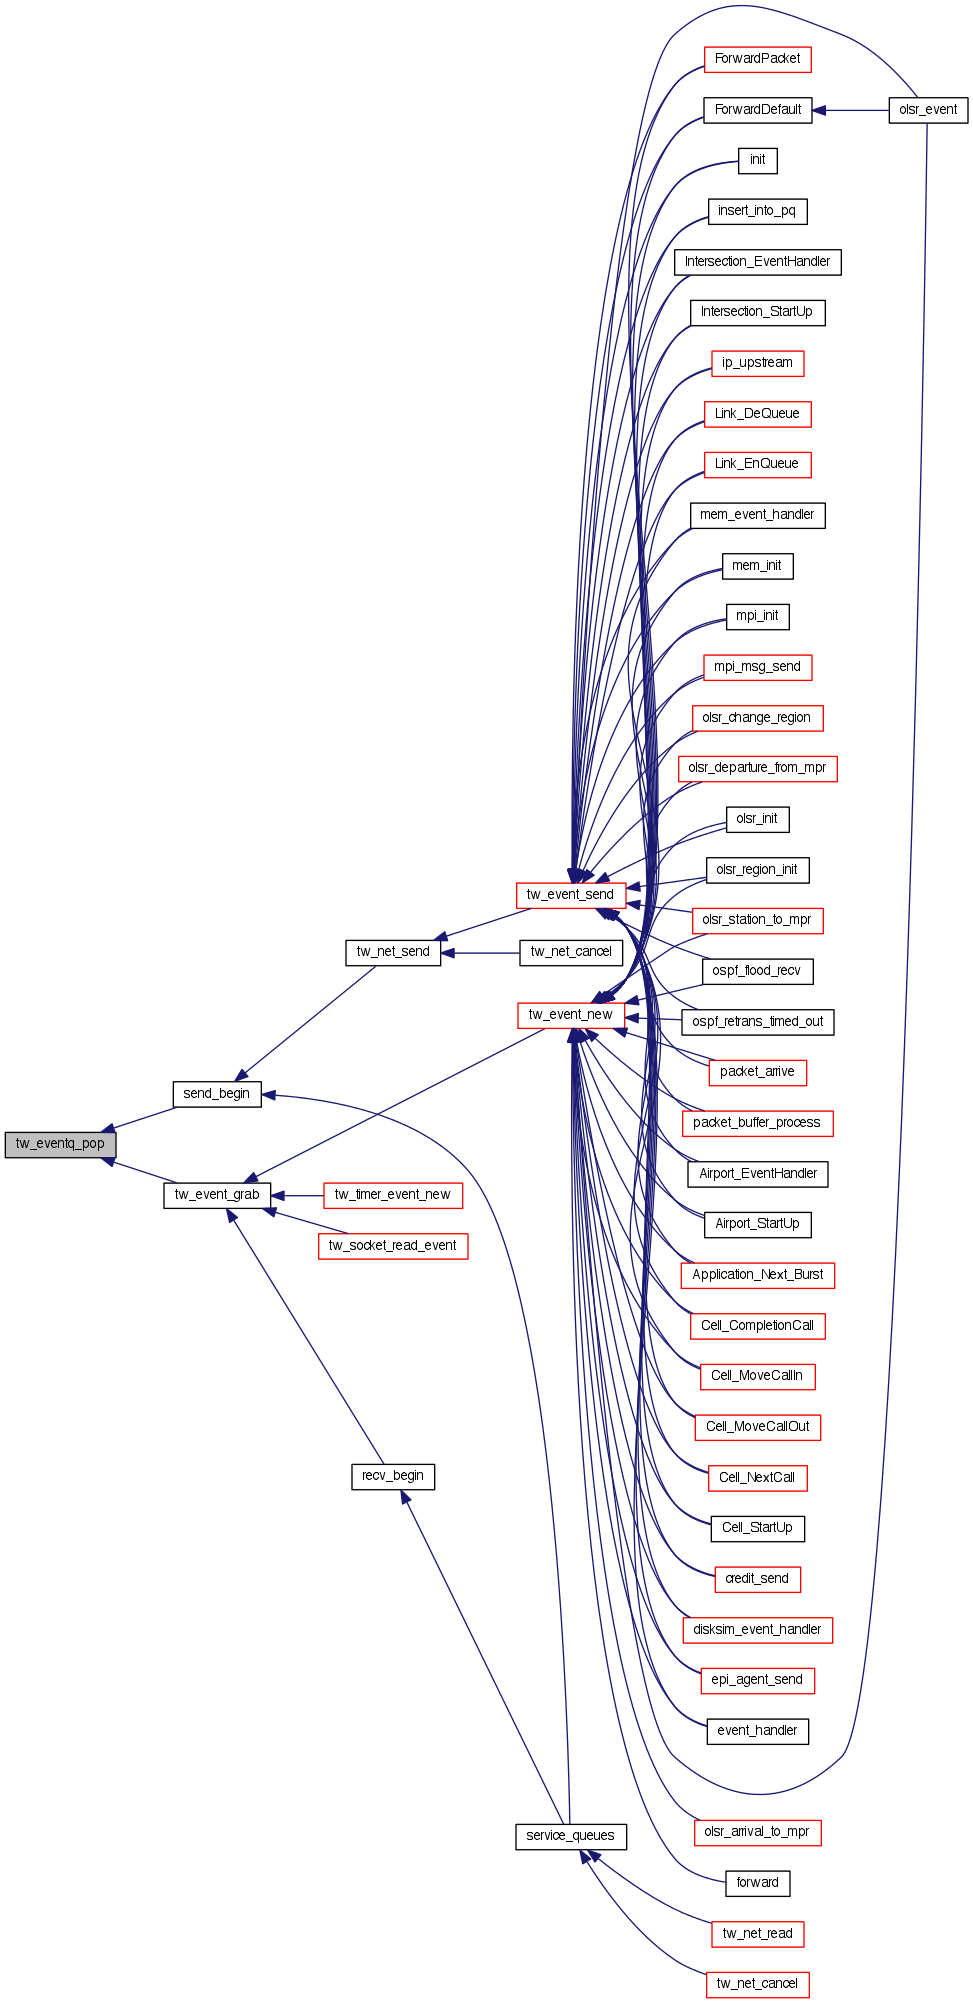 ForwardPacket
ForwardDefault
olsr_event
init
insert_into_pq
Intersection_EventHandler
Intersection_StartUp
ip_upstream
Link_DeQueue
Link_EnQueue
mem_event_handler
mem_init
mpi_init
mpi_msg_send
olsr_change_region
olsr_departure_from_mpr
olsr_init
olsr_region_init
tw_event_send
olsr_station_to_mpr
tw_net_send
tw_net_cancel
ospf_flood_recv
tw_event_new
ospf_retrans_timed_out
packet_arrive
send_begin
packet_buffer_process
tw_eventq_pop
Airport_EventHandler
tw_event_grab
tw_timer_event_new
Airport_StartUp
tw_socket_read_event
Application_Next_Burst
Cell_CompletionCall
Cell_MoveCallIn
Cell_MoveCallOut
recv_begin
Cell_NextCall
Cell_StartUp
credit_send
disksim_event_handler
epi_agent_send
event_handler
olsr_arrival_to_mpr
service_queues
forward
tw_net_read
tw_net_cancel